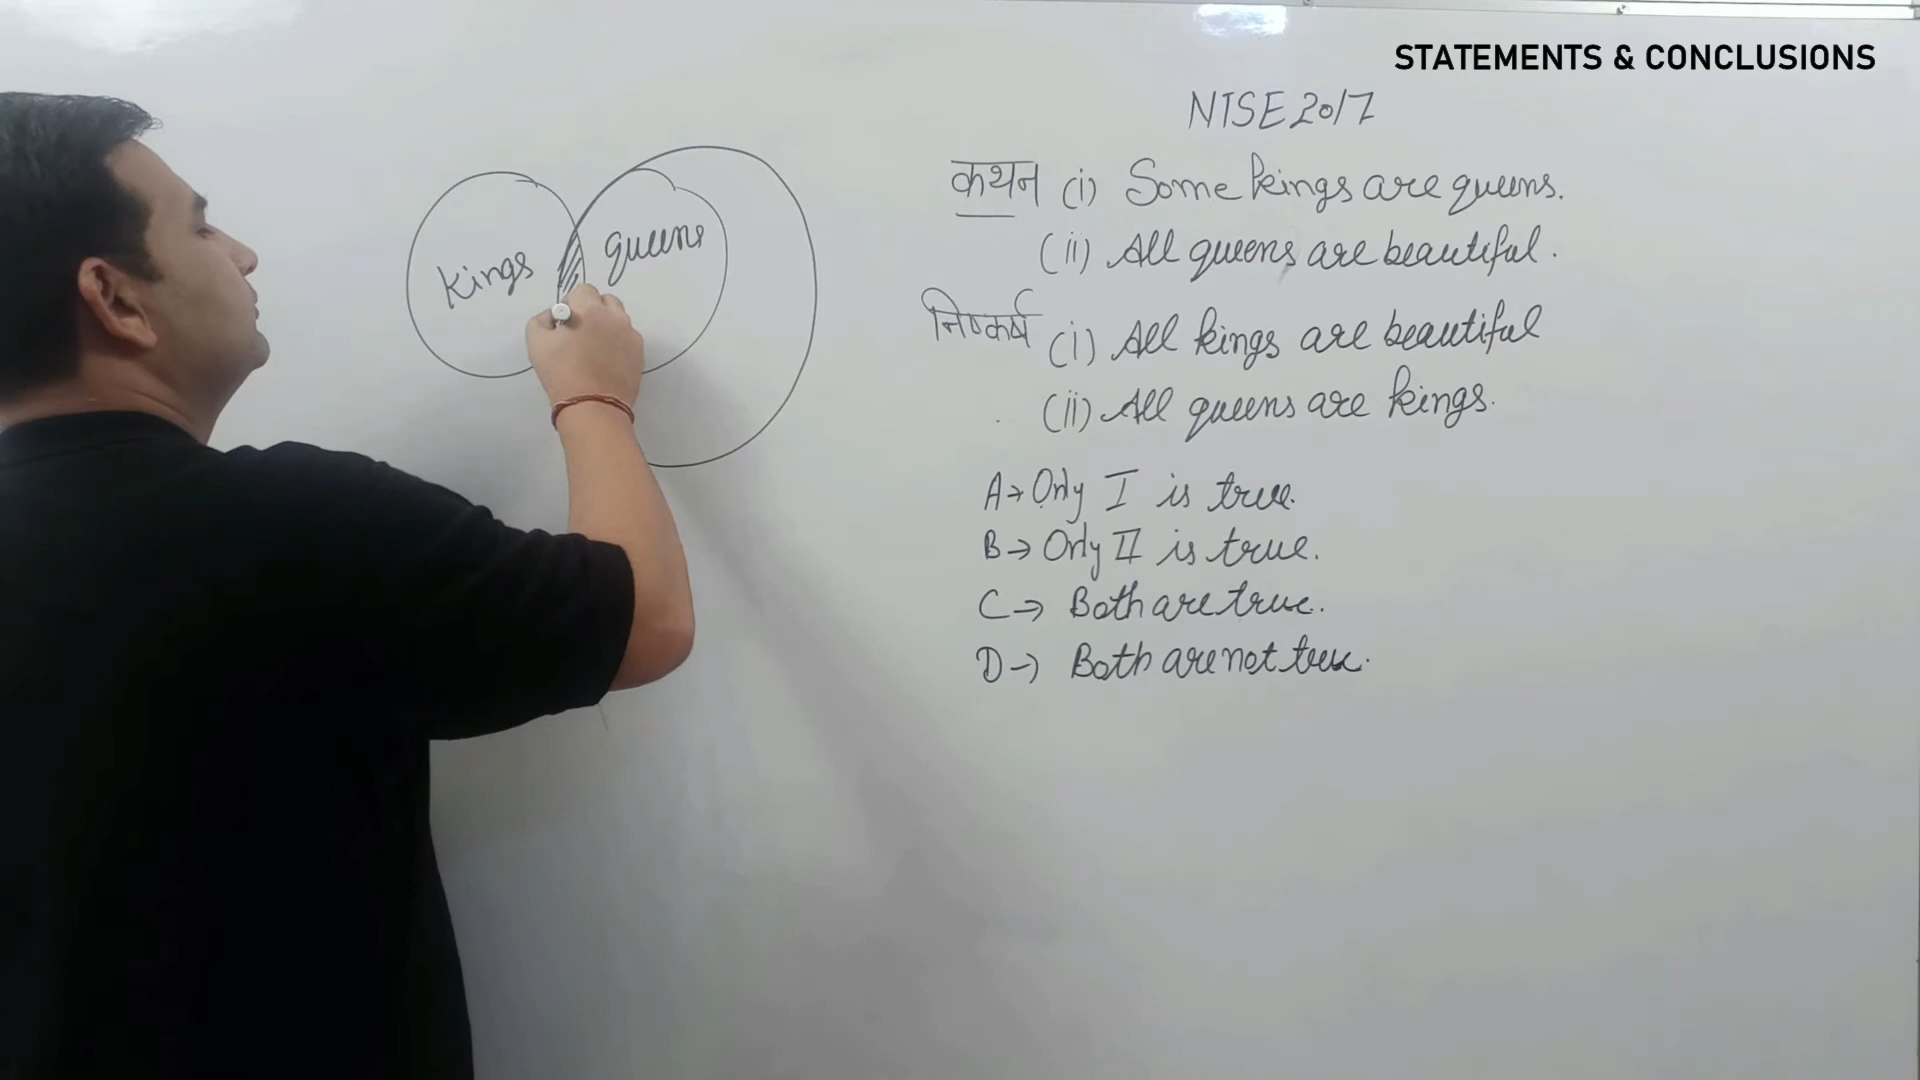 STATEMENTS & CONCLUSIONS
NTSE 2017
कथन (i) Some kings are queens.
(ii) All queens are beautiful.
निष्कर्ष (i) All kings are beautiful
(ii) All queens are kings.
A → Only I is true.
B → Only II is true.
C → Both are true.
D → Both are not true.
kings
queens